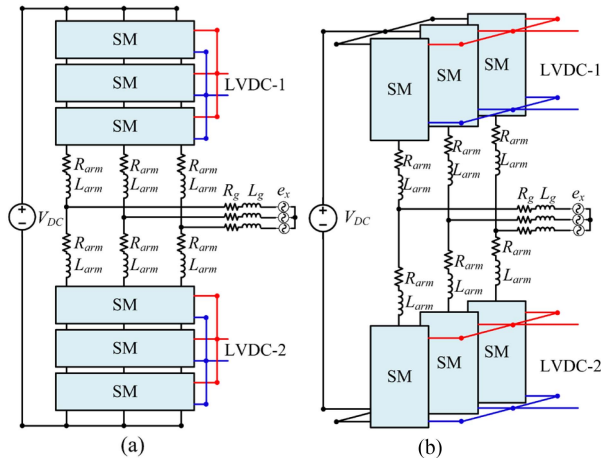 SM
SM
SM
LVDC-1
R_arm R_arm R_arm
L_arm L_arm L_arm
R_g L_g e_x
V_DC
R_arm R_arm R_arm
L_arm L_arm L_arm
SM
SM
SM
LVDC-2
(a)
SM
SM
SM
LVDC-1
R_arm
L_arm
R_arm
L_arm
R_arm
L_arm
R_g L_g e_x
V_DC
R_arm
L_arm
R_arm
L_arm
R_arm
L_arm
SM
SM
SM
LVDC-2
(b)